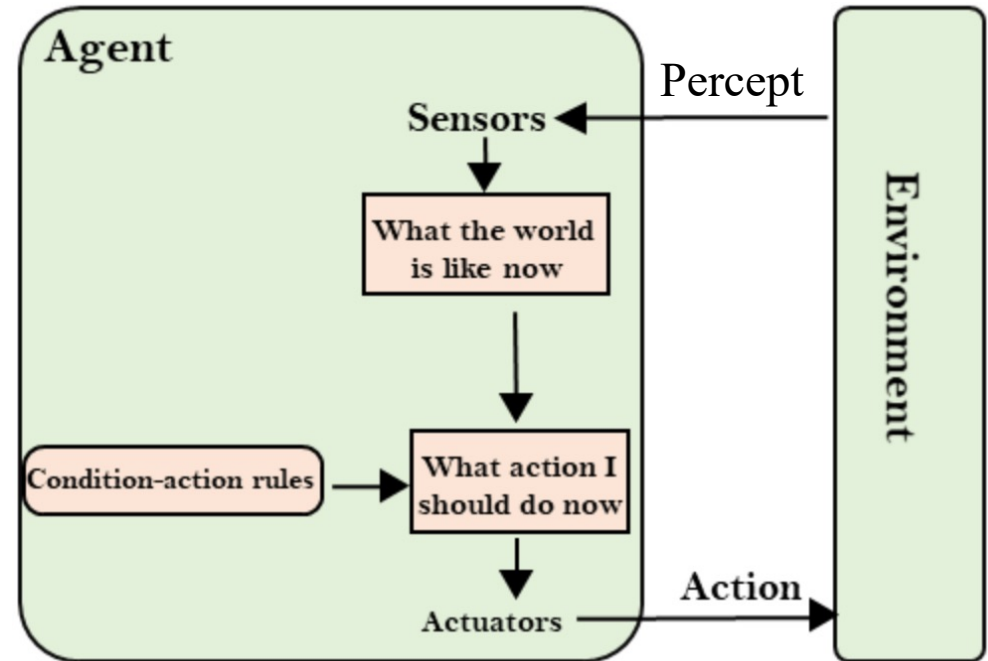 Agent
Percept
Sensors
What the world
is like now
Environment
Condition-action rules
What action I
should do now
Action
Actuators